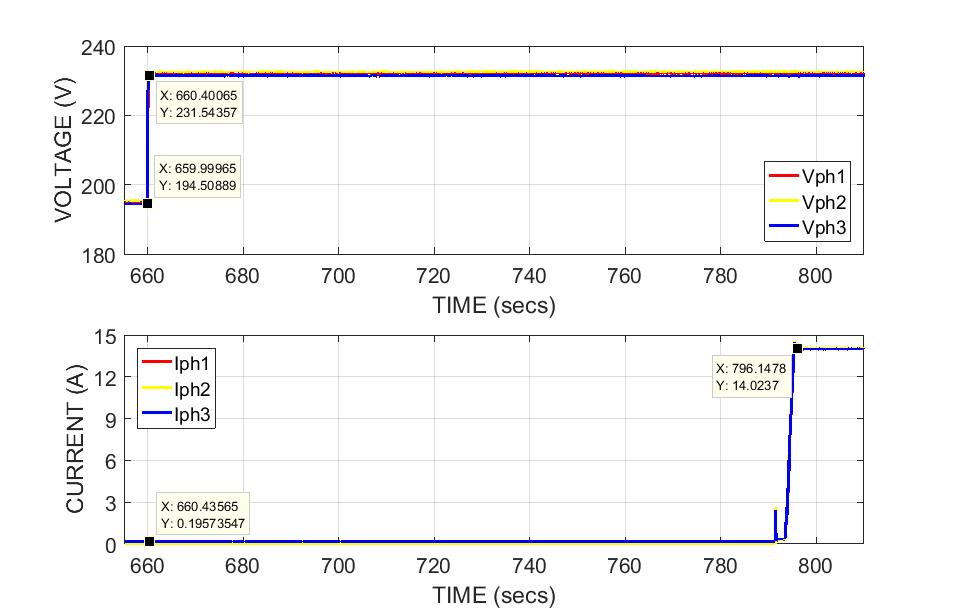 240
220
200
180
VOLTAGE (V)
X: 660.40065
Y: 231.54357
X: 659.99965
Y: 194.50889
Vph1
Vph2
Vph3
660 680 700 720 740 760 780 800
TIME (secs)
15
12
9
6
3
0
CURRENT (A)
Iph1
Iph2
Iph3
X: 796.1478
Y: 14.0237
X: 660.43565
Y: 0.19573547
660 680 700 720 740 760 780 800
TIME (secs)